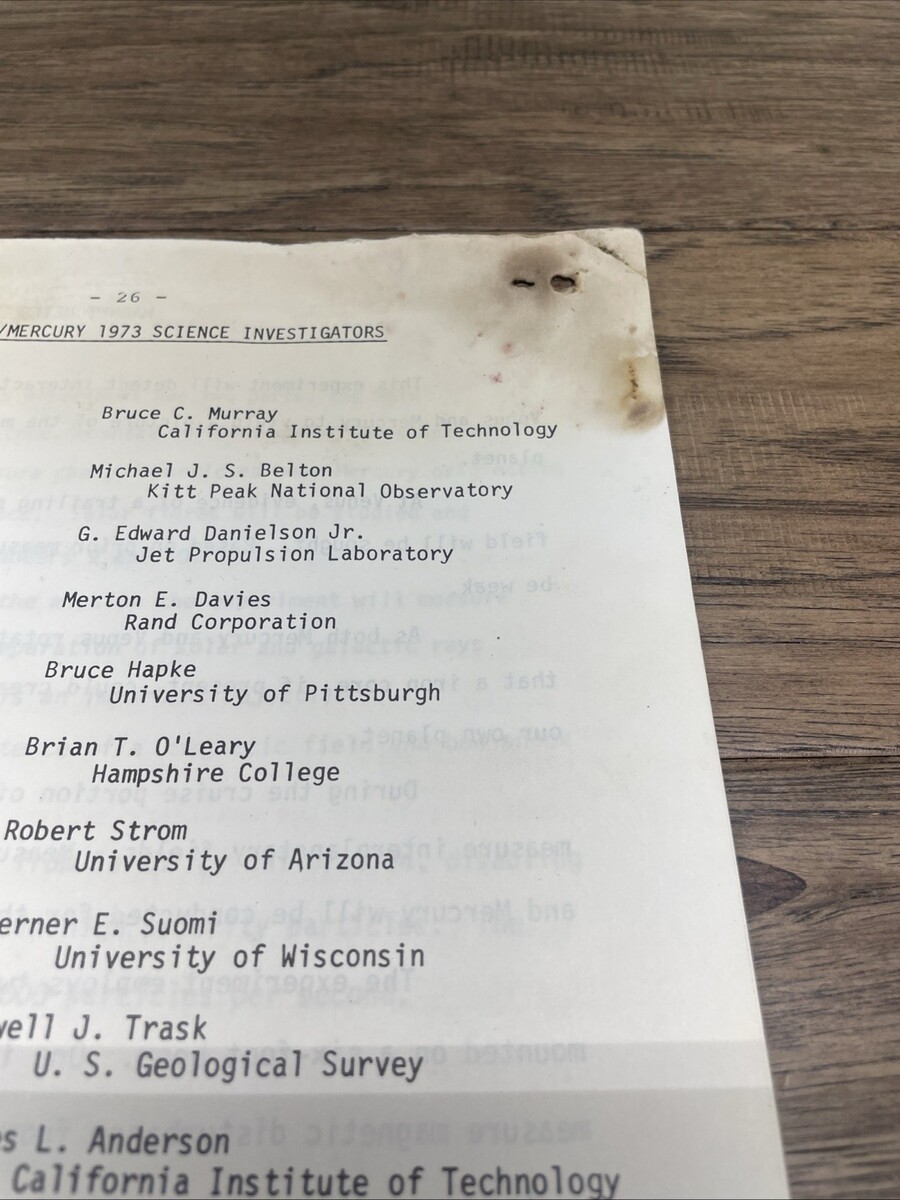 - 26 -
/MERCURY 1973 SCIENCE INVESTIGATORS
Bruce C. Murray
California Institute of Technology
Michael J. S. Belton
Kitt Peak National Observatory
G. Edward Danielson Jr.
Jet Propulsion Laboratory
Merton E. Davies
Rand Corporation
Bruce Hapke
University of Pittsburgh
Brian T. O'Leary
Hampshire College
Robert Strom
University of Arizona
erner E. Suomi
University of Wisconsin
well J. Trask
U. S. Geological Survey
es L. Anderson
California Institute of Technology